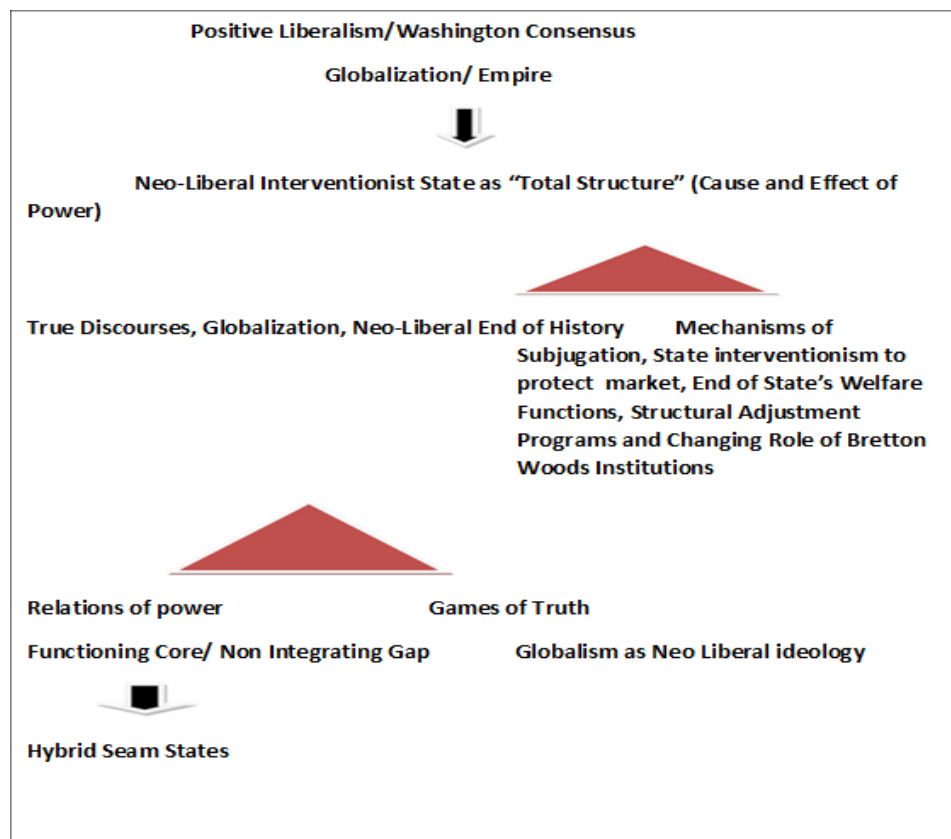 Positive Liberalism/Washington Consensus
Globalization/ Empire
Neo-Liberal Interventionist State as “Total Structure” (Cause and Effect of
Power)
True Discourses, Globalization, Neo-Liberal End of History Mechanisms of
Subjugation, State interventionism to
protect market, End of State’s Welfare
Functions, Structural Adjustment
Programs and Changing Role of Bretton
Woods Institutions
Relations of power Games of Truth
Functioning Core/ Non Integrating Gap Globalism as Neo Liberal ideology
Hybrid Seam States